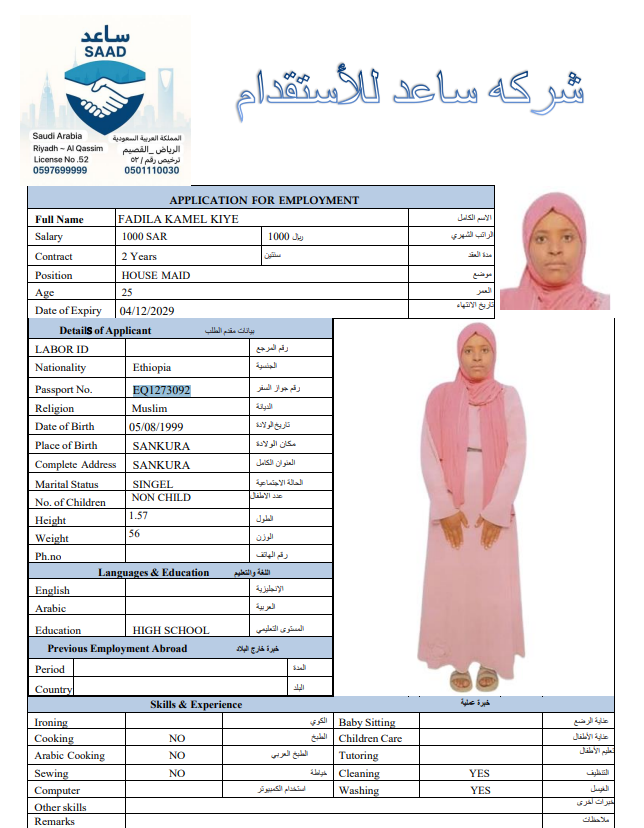 ساعد
SAAD
Saudi Arabia المملكة العربية السعودية
Riyadh ~ Al Qassim الرياض _القصيم
License No .52 ترخيص رقم / ٥٢
0597699999 0501110030
شركه ساعد للأستقدام
APPLICATION FOR EMPLOYMENT
Full Name FADILA KAMEL KIYE الاسم الكامل
Salary 1000 SAR 1000 ريال الراتب الشهري
Contract 2 Years سنتين مدة العقد
Position HOUSE MAID موضع
Age 25 العمر
Date of Expiry 04/12/2029 تاريخ الانتهاء
Details of Applicant بيانات مقدم الطلب
LABOR ID رقم المرجع
Nationality Ethiopia الجنسية
Passport No. EQ1273092 رقم جواز السفر
Religion Muslim الديانة
Date of Birth 05/08/1999 تاريخ الولادة
Place of Birth SANKURA مكان الولادة
Complete Address SANKURA العنوان الكامل
Marital Status SINGEL الحالة الاجتماعية
No. of Children NON CHILD عدد الاطفال
Height 1.57 الطول
Weight 56 الوزن
Ph.no رقم الهاتف
Languages & Education اللغة والتعليم
English الإنجليزية
Arabic العربية
Education HIGH SCHOOL المستوى التعليمي
Previous Employment Abroad خبرة خارج البلاد
Period المدة
Country البلد
Skills & Experience خبرة عملية
Ironing الكوي Baby Sitting عناية الرضع
Cooking NO الطبخ Children Care عناية الأطفال
Arabic Cooking NO الطبخ العربي Tutoring تعليم الأطفال
Sewing NO خياطة Cleaning YES التنظيف
Computer استخدام الكمبيوتر Washing YES الغيسل
Other skills خبرات أخرى
Remarks ملاحظات